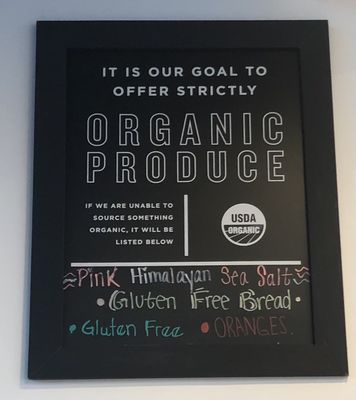 IT IS OUR GOAL TO
OFFER STRICTLY
ORGANIC
PRODUCE
IF WE ARE UNABLE TO
SOURCE SOMETHING
ORGANIC, IT WILL BE
LISTED BELOW
USDA
ORGANIC
Pink Himalayan Sea Salt
• Gluten Free Bread •
• Gluten Free • ORANGES.